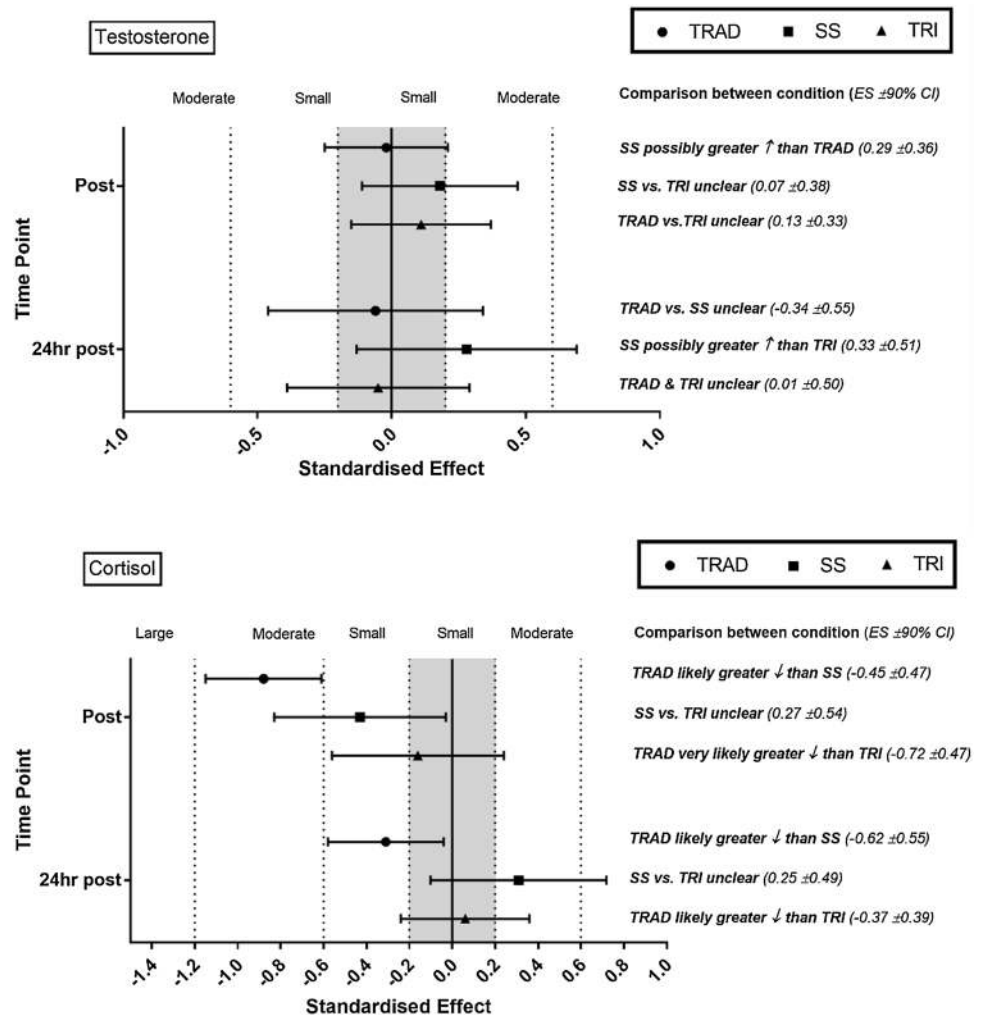 Testosterone
TRAD SS TRI
Moderate Small Small Moderate
Comparison between condition (ES ±90% CI)
SS possibly greater ↑ than TRAD (0.29 ±0.36)
Post
SS vs. TRI unclear (0.07 ±0.38)
TRAD vs.TRI unclear (0.13 ±0.33)
Time Point
TRAD vs. SS unclear (-0.34 ±0.55)
24hr post
SS possibly greater ↑ than TRI (0.33 ±0.51)
TRAD & TRI unclear (0.01 ±0.50)
-1.0 -0.5 0.0 0.5 1.0
Standardised Effect
Cortisol
TRAD SS TRI
Large Moderate Small Small Moderate
Comparison between condition (ES ±90% CI)
TRAD likely greater ↓ than SS (-0.45 ±0.47)
Post
SS vs. TRI unclear (0.27 ±0.54)
TRAD very likely greater ↓ than TRI (-0.72 ±0.47)
Time Point
TRAD likely greater ↓ than SS (-0.62 ±0.55)
24hr post
SS vs. TRI unclear (0.25 ±0.49)
TRAD likely greater ↓ than TRI (-0.37 ±0.39)
-1.4 -1.2 -1.0 -0.8 -0.6 -0.4 -0.2 0.0 0.2 0.4 0.6 0.8 1.0
Standardised Effect